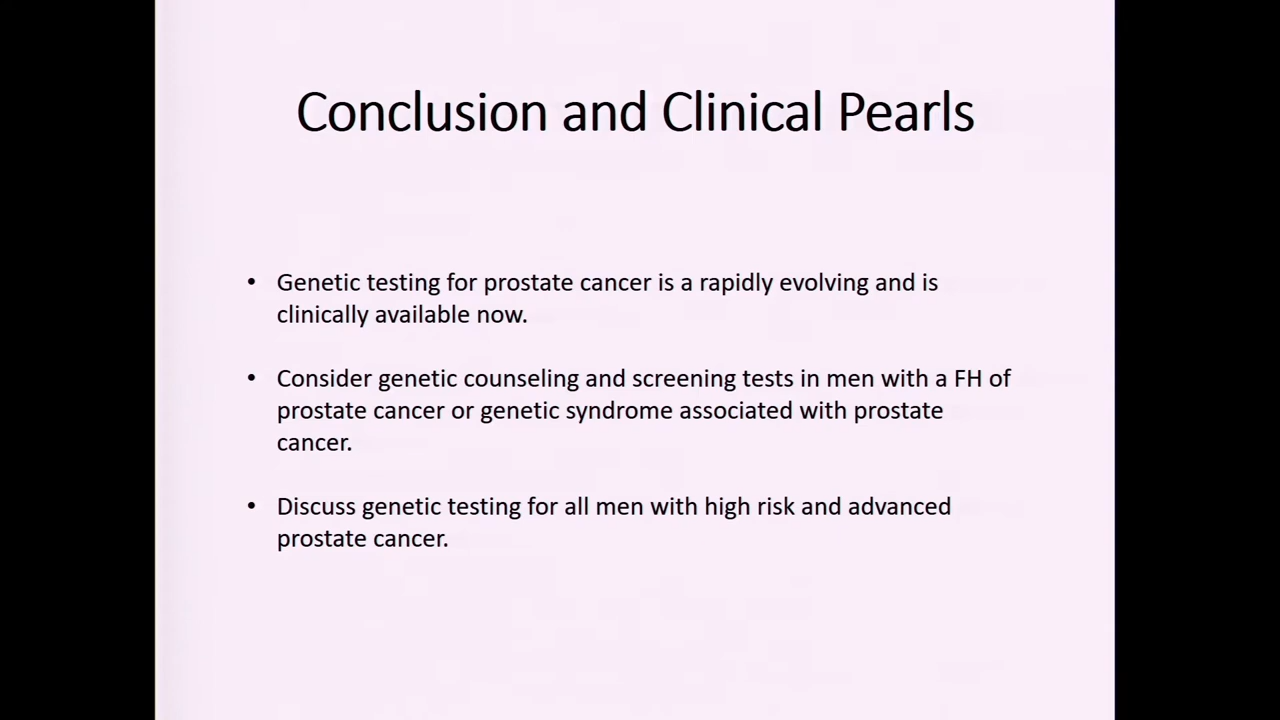 Conclusion and Clinical Pearls
• Genetic testing for prostate cancer is a rapidly evolving and is
clinically available now.
• Consider genetic counseling and screening tests in men with a FH of
prostate cancer or genetic syndrome associated with prostate
cancer.
• Discuss genetic testing for all men with high risk and advanced
prostate cancer.